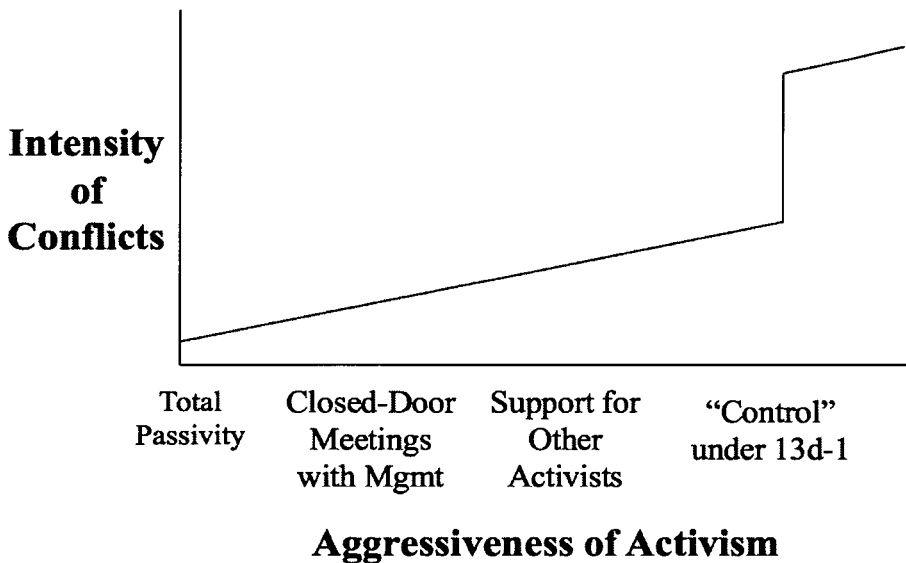 Intensity
of
Conflicts
Total
Passivity
Closed-Door
Meetings
with Mgmt
Support for
Other
Activists
“Control”
under 13d-1
Aggressiveness of Activism